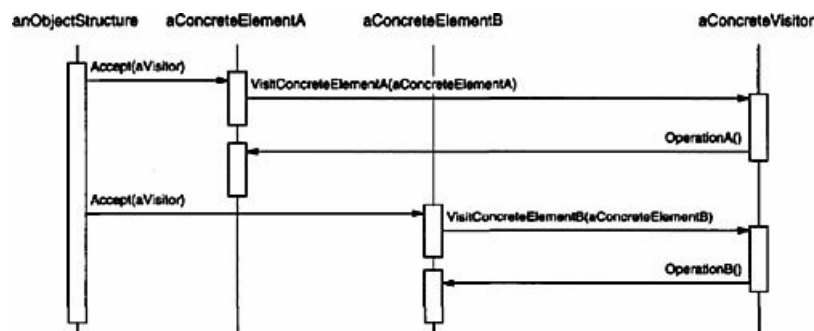 anObjectStructure aConcreteElementA aConcreteElementB aConcreteVisitor
Accept(aVisitor)
VisitConcreteElementA(aConcreteElementA)
OperationA()
Accept(aVisitor)
VisitConcreteElementB(aConcreteElementB)
OperationB()